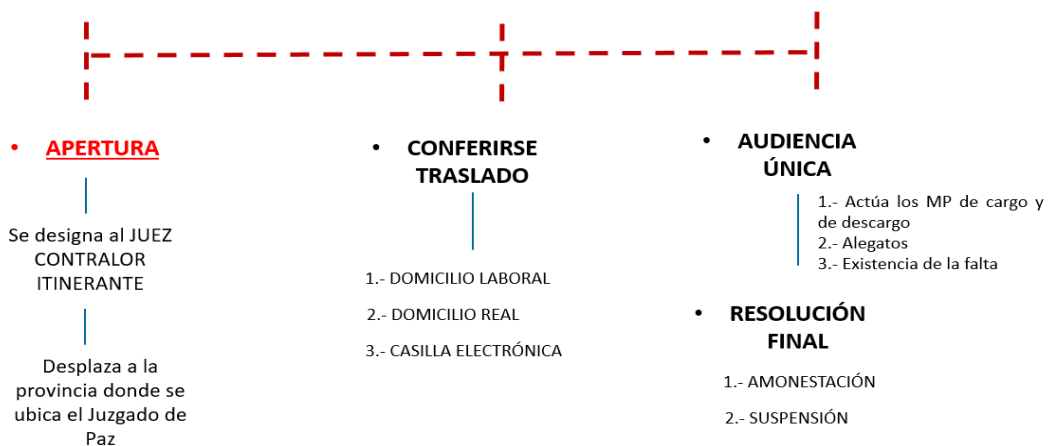 • APERTURA
Se designa al JUEZ
CONTRALOR
ITINERANTE
Desplaza a la
provincia donde se
ubica el Juzgado de
Paz
• CONFERIRSE
TRASLADO
1.- DOMICILIO LABORAL
2.- DOMICILIO REAL
3.- CASILLA ELECTRÓNICA
• AUDIENCIA
ÚNICA
1.- Actúa los MP de cargo y
de descargo
2.- Alegatos
3.- Existencia de la falta
• RESOLUCIÓN
FINAL
1.- AMONESTACIÓN
2.- SUSPENSIÓN